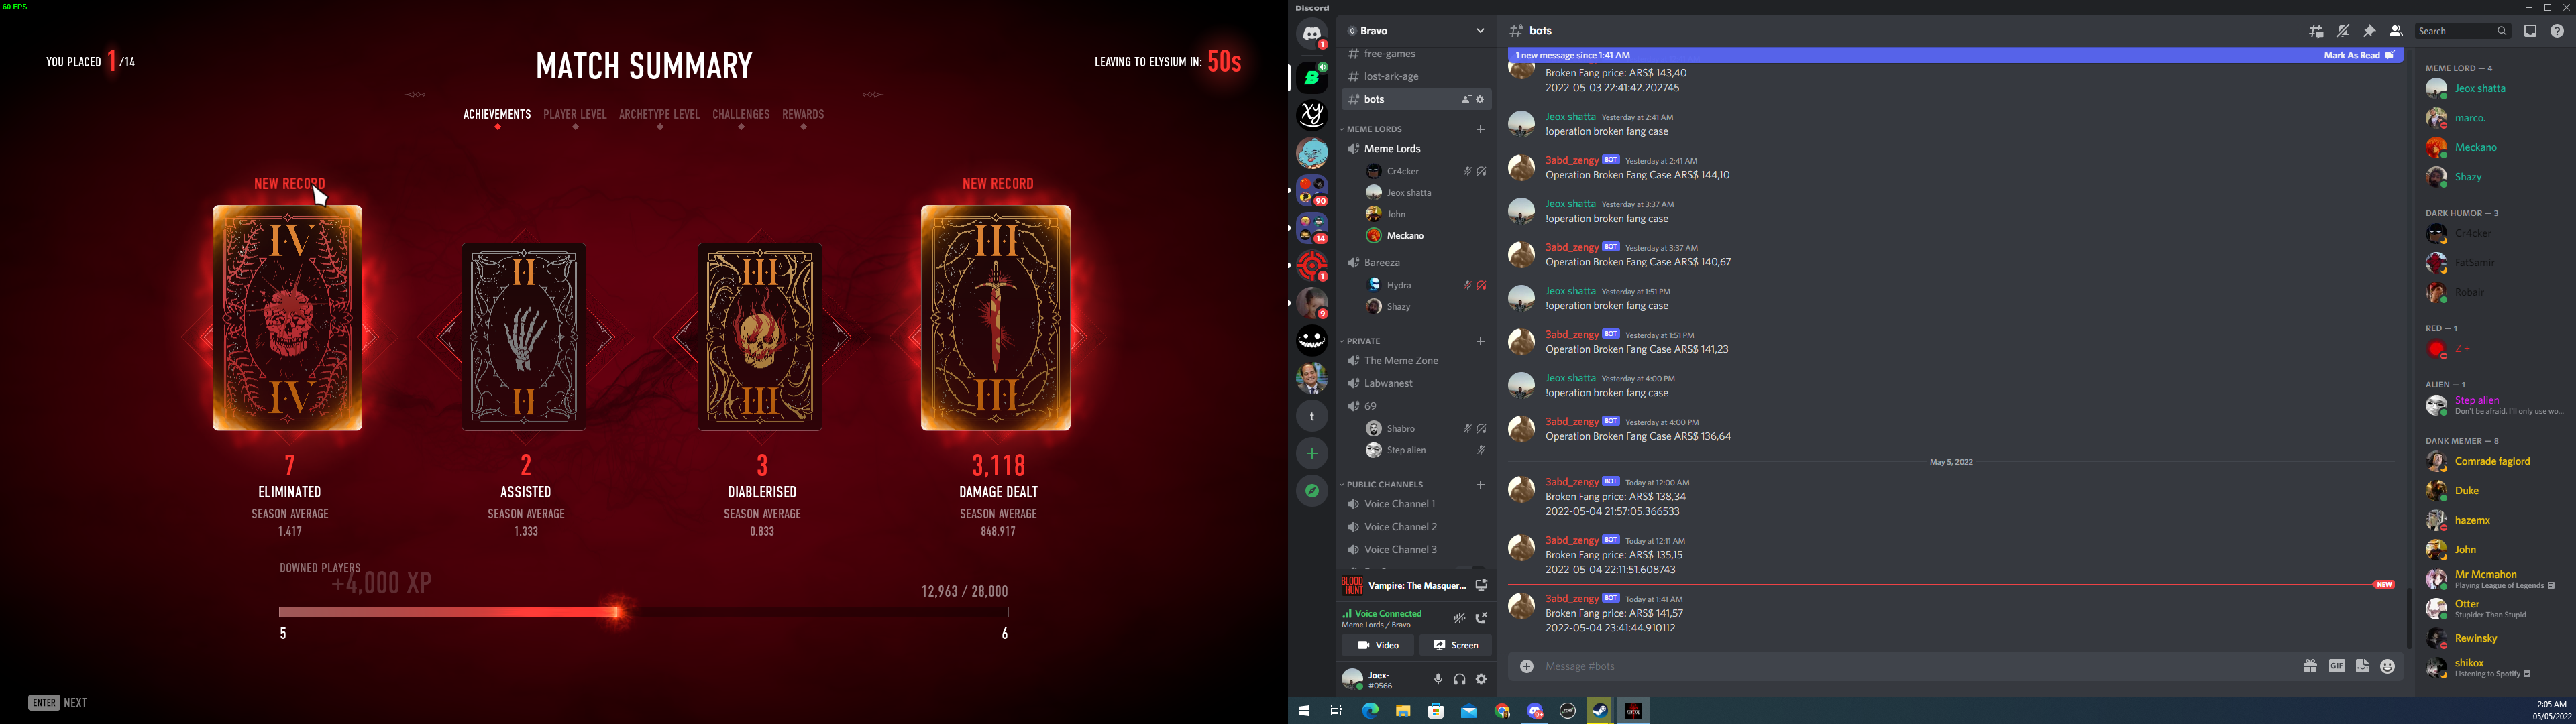 60 FPS
YOU PLACED 1 /14
MATCH SUMMARY
LEAVING TO ELYSIUM IN: 50s
ACHIEVEMENTS PLAYER LEVEL ARCHETYPE LEVEL CHALLENGES REWARDS
NEW RECORD
NEW RECORD
IV
II
III
III
IV
II
III
III
7
ELIMINATED
SEASON AVERAGE
1.417
2
ASSISTED
SEASON AVERAGE
1.333
3
DIABLERISED
SEASON AVERAGE
0.833
3,118
DAMAGE DEALT
SEASON AVERAGE
848.917
DOWNED PLAYERS
+4,000 XP
12,963 / 28,000
5
6
ENTER NEXT
Discord
1
90
14
1
9
t
Bravo
free-games
lost-ark-age
bots
MEME LORDS
Meme Lords
Cr4cker
Jeox shatta
John
Meckano
Bareeza
Hydra
Shazy
PRIVATE
The Meme Zone
Labwanest
69
Shabro
Step alien
PUBLIC CHANNELS
Voice Channel 1
Voice Channel 2
Voice Channel 3
BLOOD HUNT
Vampire: The Masquer...
Voice Connected
Meme Lords / Bravo
Video
Screen
Joex-
#0566
bots
Search
1 new message since 1:41 AM
Mark As Read
Broken Fang price: ARS$ 143,40
2022-05-03 22:41:42.202745
Jeox shatta Yesterday at 2:41 AM
!operation broken fang case
3abd_zengy BOT Yesterday at 2:41 AM
Operation Broken Fang Case ARS$ 144,10
Jeox shatta Yesterday at 3:37 AM
!operation broken fang case
3abd_zengy BOT Yesterday at 3:37 AM
Operation Broken Fang Case ARS$ 140,67
Jeox shatta Yesterday at 1:51 PM
!operation broken fang case
3abd_zengy BOT Yesterday at 1:51 PM
Operation Broken Fang Case ARS$ 141,23
Jeox shatta Yesterday at 4:00 PM
!operation broken fang case
3abd_zengy BOT Yesterday at 4:00 PM
Operation Broken Fang Case ARS$ 136,64
May 5, 2022
3abd_zengy BOT Today at 12:00 AM
Broken Fang price: ARS$ 138,34
2022-05-04 21:57:05.366533
3abd_zengy BOT Today at 12:11 AM
Broken Fang price: ARS$ 135,15
2022-05-04 22:11:51.608743
NEW
3abd_zengy BOT Today at 1:41 AM
Broken Fang price: ARS$ 141,57
2022-05-04 23:41:44.910112
Message #bots
GIF
MEME LORD — 4
Jeox shatta
marco.
Meckano
Shazy
DARK HUMOR — 3
Cr4cker
FatSamir
Robair
RED — 1
Z +
ALIEN — 1
Step alien
Don't be afraid. I'll only use wo...
DANK MEMER — 8
Comrade faglord
Duke
hazemx
John
Mr Mcmahon
Playing League of Legends
Otter
Stupider Than Stupid
Rewinsky
shikox
Listening to Spotify
2:05 AM
05/05/2022